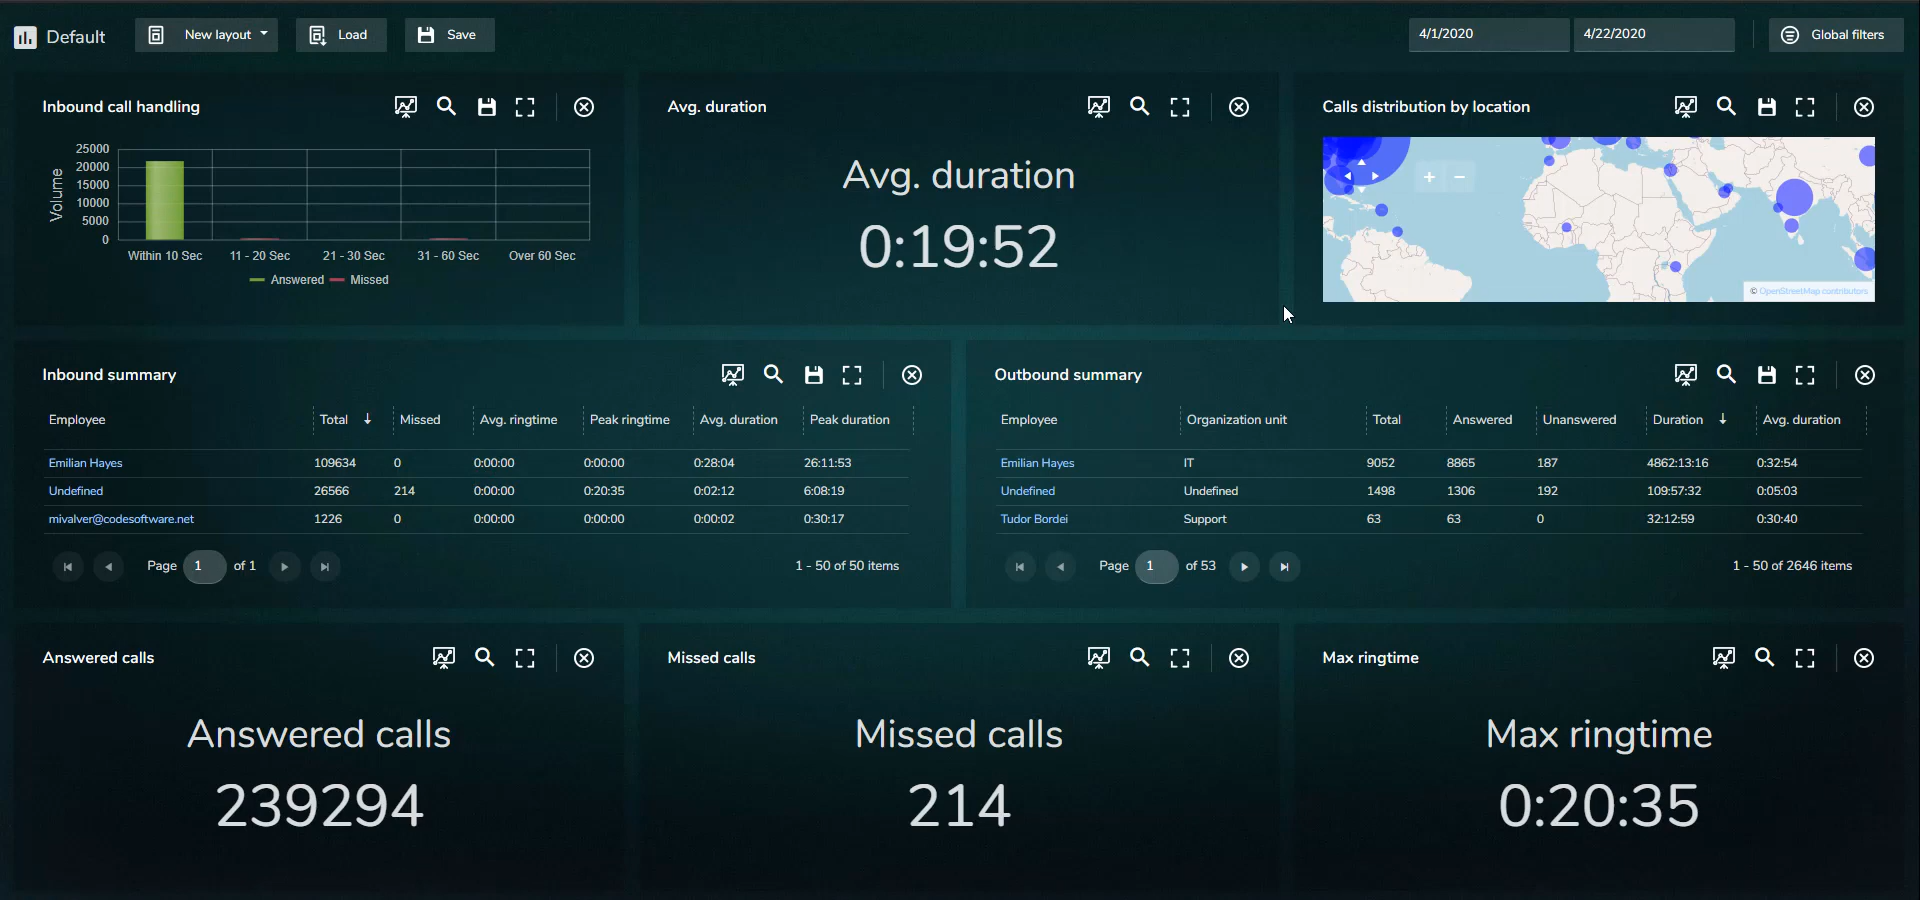 Default New layout Load Save 4/1/2020 4/22/2020 Global filters
Inbound call handling
Volume
25000
20000
15000
10000
5000
0
Within 10 Sec 11 - 20 Sec 21 - 30 Sec 31 - 60 Sec Over 60 Sec
Answered Missed
Avg. duration
Avg. duration
0:19:52
Calls distribution by location
+ −
© OpenStreetMap contributors
Inbound summary
Employee Total ↓ Missed Avg. ringtime Peak ringtime Avg. duration Peak duration
Emilian Hayes 109634 0 0:00:00 0:00:00 0:28:04 26:11:53
Undefined 26566 214 0:00:00 0:20:35 0:02:12 6:08:19
mivalver@codesoftware.net 1226 0 0:00:00 0:00:00 0:00:02 0:30:17
Page 1 of 1 1 - 50 of 50 items
Outbound summary
Employee Organization unit Total Answered Unanswered Duration ↓ Avg. duration
Emilian Hayes IT 9052 8865 187 4862:13:16 0:32:54
Undefined Undefined 1498 1306 192 109:57:32 0:05:03
Tudor Bordei Support 63 63 0 32:12:59 0:30:40
Page 1 of 53 1 - 50 of 2646 items
Answered calls
Answered calls
239294
Missed calls
Missed calls
214
Max ringtime
Max ringtime
0:20:35